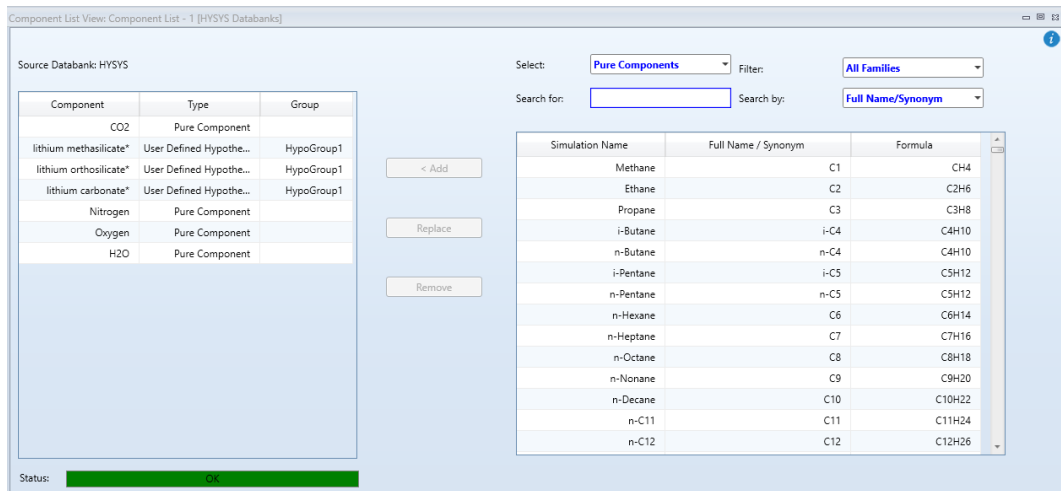 Component List View: Component List - 1 [HYSYS Databanks]
Source Databank: HYSYS
Select: Pure Components Filter: All Families
Search for: Search by: Full Name/Synonym
Component Type Group
CO2 Pure Component
lithium methasilicate* User Defined Hypothe... HypoGroup1
lithium orthosilicate* User Defined Hypothe... HypoGroup1
lithium carbonate* User Defined Hypothe... HypoGroup1
Nitrogen Pure Component
Oxygen Pure Component
H2O Pure Component
< Add
Replace
Remove
Simulation Name Full Name / Synonym Formula
Methane C1 CH4
Ethane C2 C2H6
Propane C3 C3H8
i-Butane i-C4 C4H10
n-Butane n-C4 C4H10
i-Pentane i-C5 C5H12
n-Pentane n-C5 C5H12
n-Hexane C6 C6H14
n-Heptane C7 C7H16
n-Octane C8 C8H18
n-Nonane C9 C9H20
n-Decane C10 C10H22
n-C11 C11 C11H24
n-C12 C12 C12H26
Status: OK